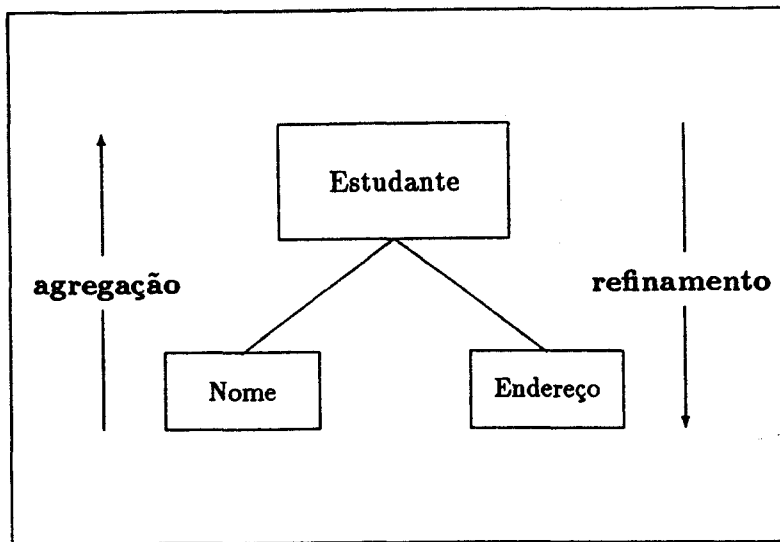 Estudante
agregação
refinamento
Nome
Endereço